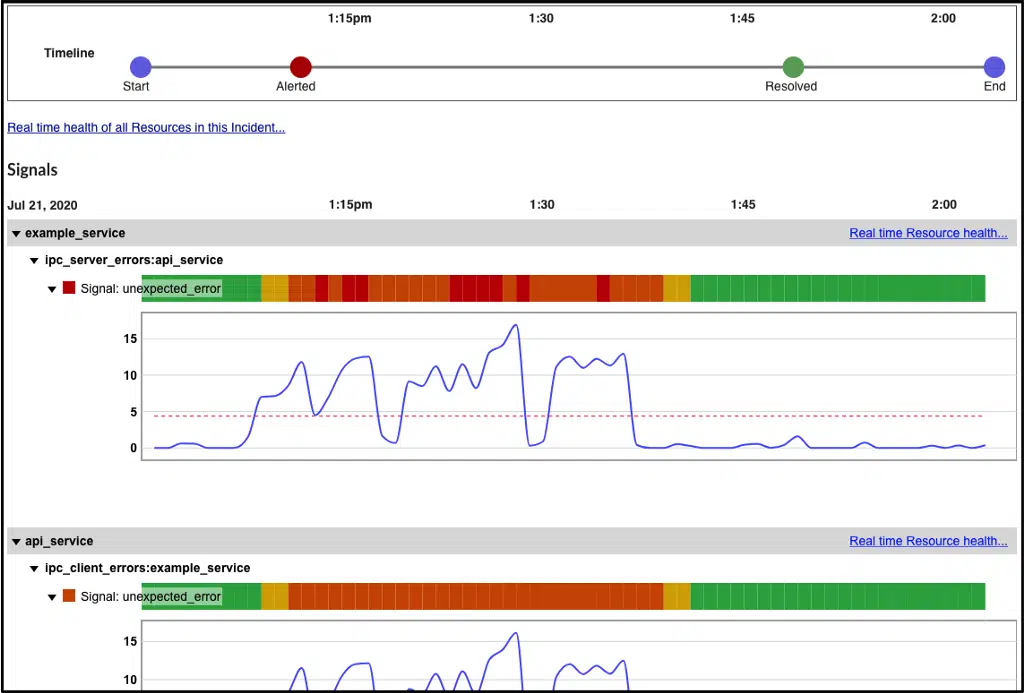 1:15pm 1:30 1:45 2:00
Timeline
Start Alerted Resolved End
Real time health of all Resources in this Incident...
Signals
Jul 21, 2020 1:15pm 1:30 1:45 2:00
example_service Real time Resource health...
ipc_server_errors:api_service
Signal: unexpected_error
15
10
5
0
api_service Real time Resource health...
ipc_client_errors:example_service
Signal: unexpected_error
15
10